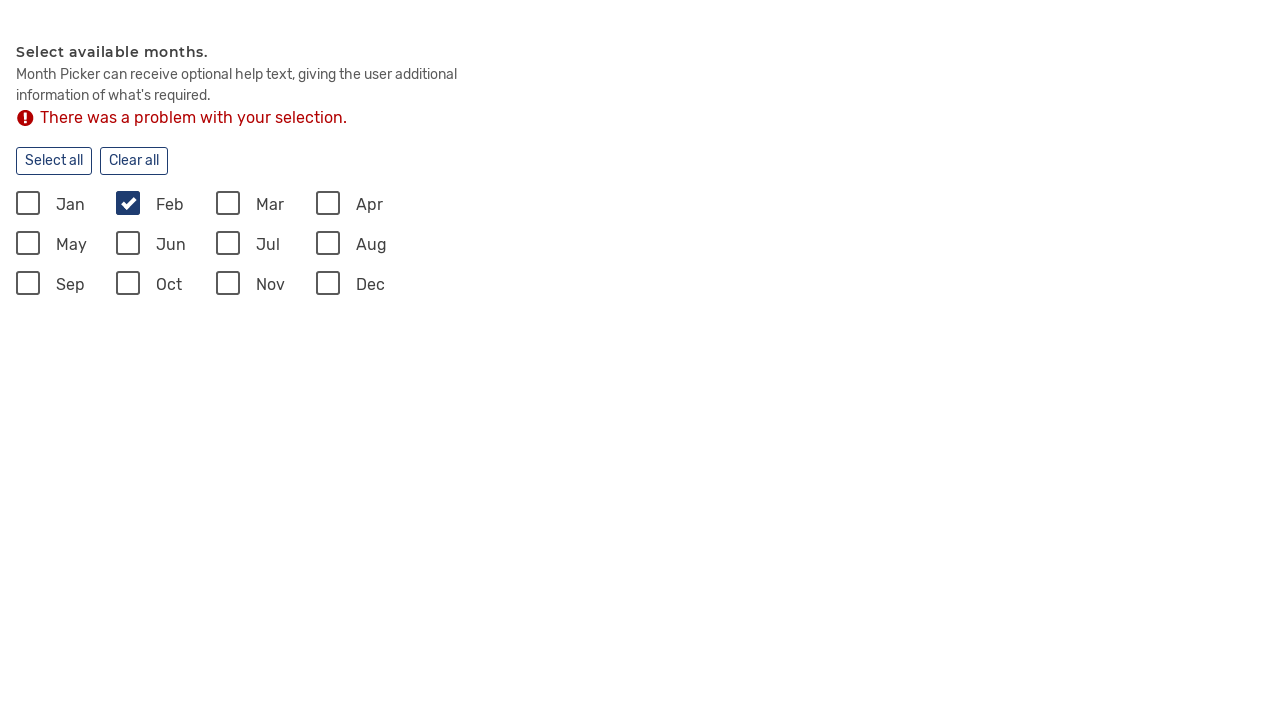 Select available months.
Month Picker can receive optional help text, giving the user additional
information of what's required.
There was a problem with your selection.
Select all Clear all
Jan Feb Mar Apr
May Jun Jul Aug
Sep Oct Nov Dec